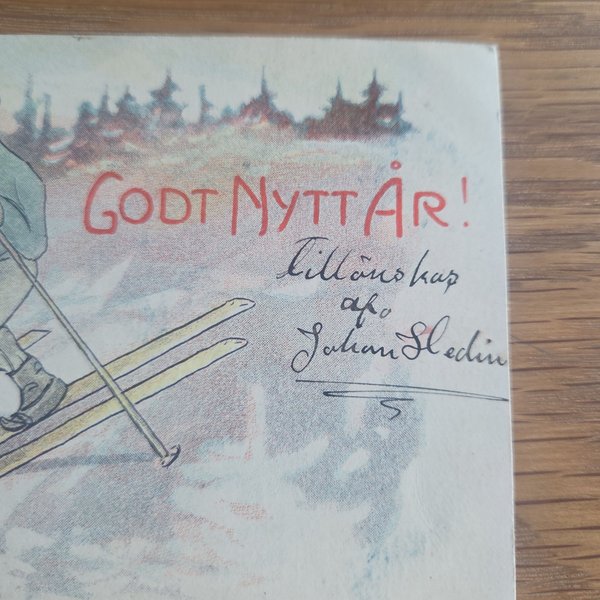 GODT NYTT ÅR!
Tillönskas
af.
Johan Hedin